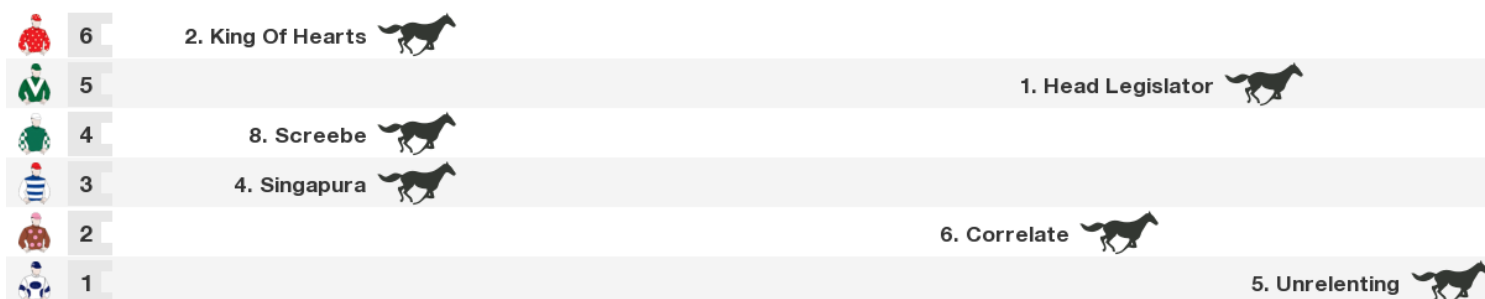 6 2. King Of Hearts
5 1. Head Legislator
4 8. Screebe
3 4. Singapura
2 6. Correlate
1 5. Unrelenting